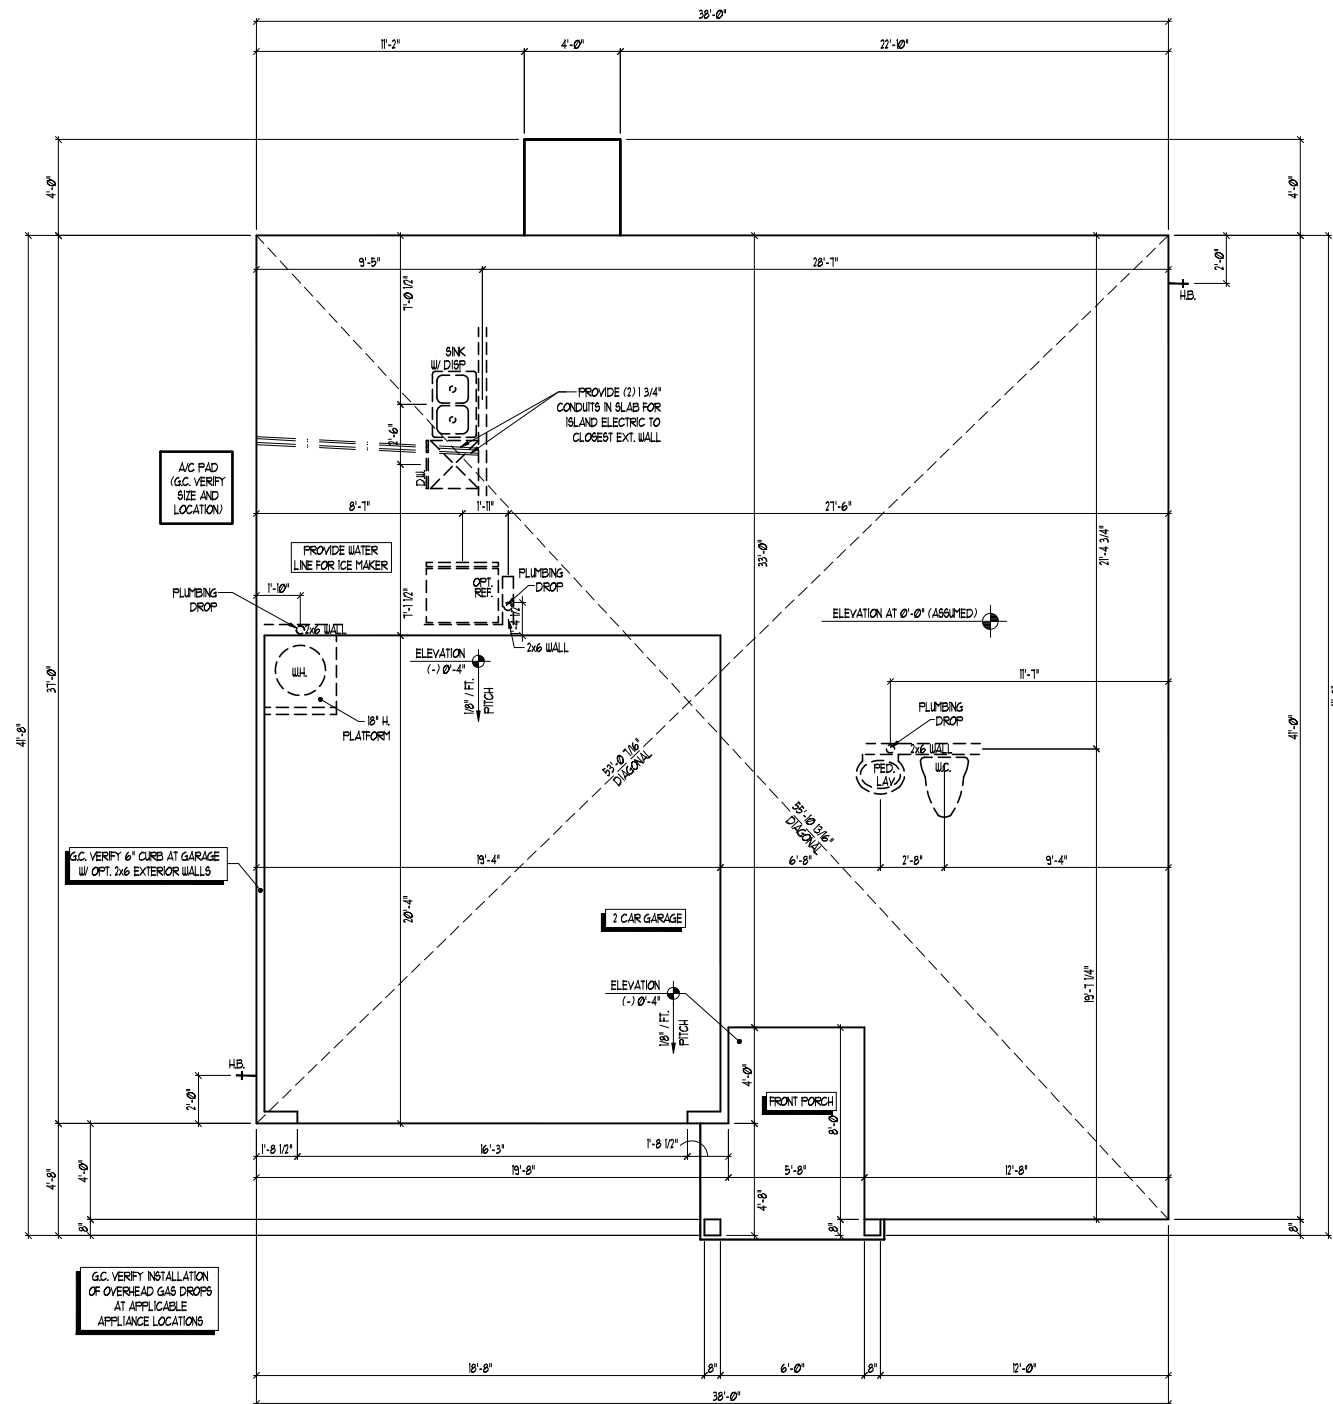 38'-0"
11'-2"
4'-0"
22'-10"
4'-0"
4'-0"
9'-5"
28'-7"
2'-0"
H.B.
7'-0 1/2"
SINK
W/ DISP
PROVIDE (2) 1 3/4"
CONDUITS IN SLAB FOR
ISLAND ELECTRIC TO
CLOSEST EXT. WALL
2'-6"
D.W.
A/C PAD
(G.C. VERIFY
SIZE AND
LOCATION)
8'-7"
1'-11"
27'-6"
33'-0"
21'-4 3/4"
PROVIDE WATER
LINE FOR ICE MAKER
PLUMBING
DROP
1'-10"
7'-1 1/2"
OPT.
REF.
PLUMBING
DROP
1'-4 1/2"
2x6 WALL
2x6 WALL
ELEVATION AT 0'-0" (ASSUMED)
ELEVATION
(-) 0'-4"
1/8" / FT.
PITCH
W.H.
18" H.
PLATFORM
11'-7"
PLUMBING
DROP
2x6 WALL
PED.
LAV.
W.C.
37'-0"
41'-8"
41'-0"
53'-0 7/16"
DIAGONAL
55'-10 13/16"
DIAGONAL
G.C. VERIFY 6" CURB AT GARAGE
W/ OPT. 2x6 EXTERIOR WALLS
19'-4"
6'-8"
2'-8"
9'-4"
20'-4"
2 CAR GARAGE
ELEVATION
(-) 0'-4"
1/8" / FT.
PITCH
19'-7 1/4"
H.B.
2'-0"
4'-0"
FRONT PORCH
8'-0"
1'-8 1/2"
16'-3"
1'-8 1/2"
19'-8"
5'-8"
12'-8"
4'-8"
4'-0"
8"
4'-8"
8"
8"
G.C. VERIFY INSTALLATION
OF OVERHEAD GAS DROPS
AT APPLICABLE
APPLIANCE LOCATIONS
18'-8"
8"
6'-0"
8"
12'-0"
38'-0"